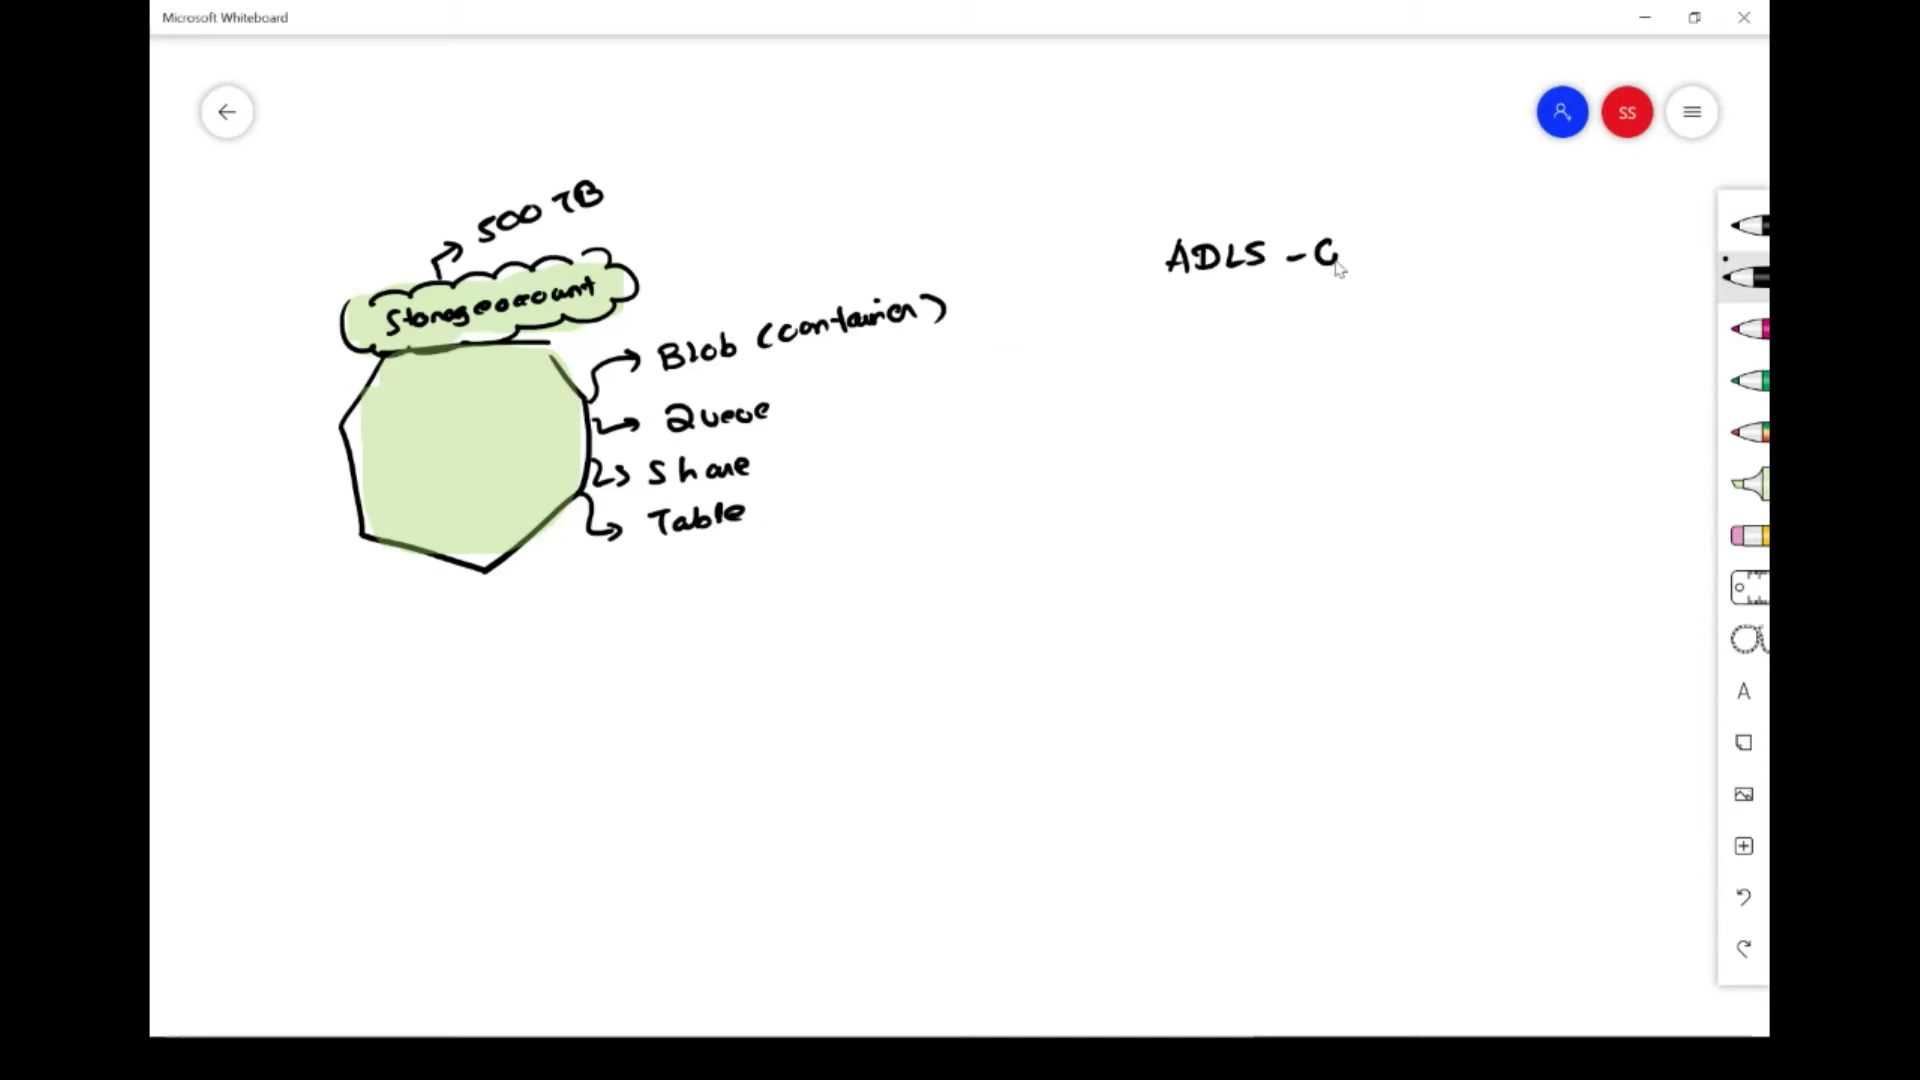 Microsoft Whiteboard
SS
500 TB
Storageaccount
Blob (container)
Queue
Share
Table
ADLS - C
A